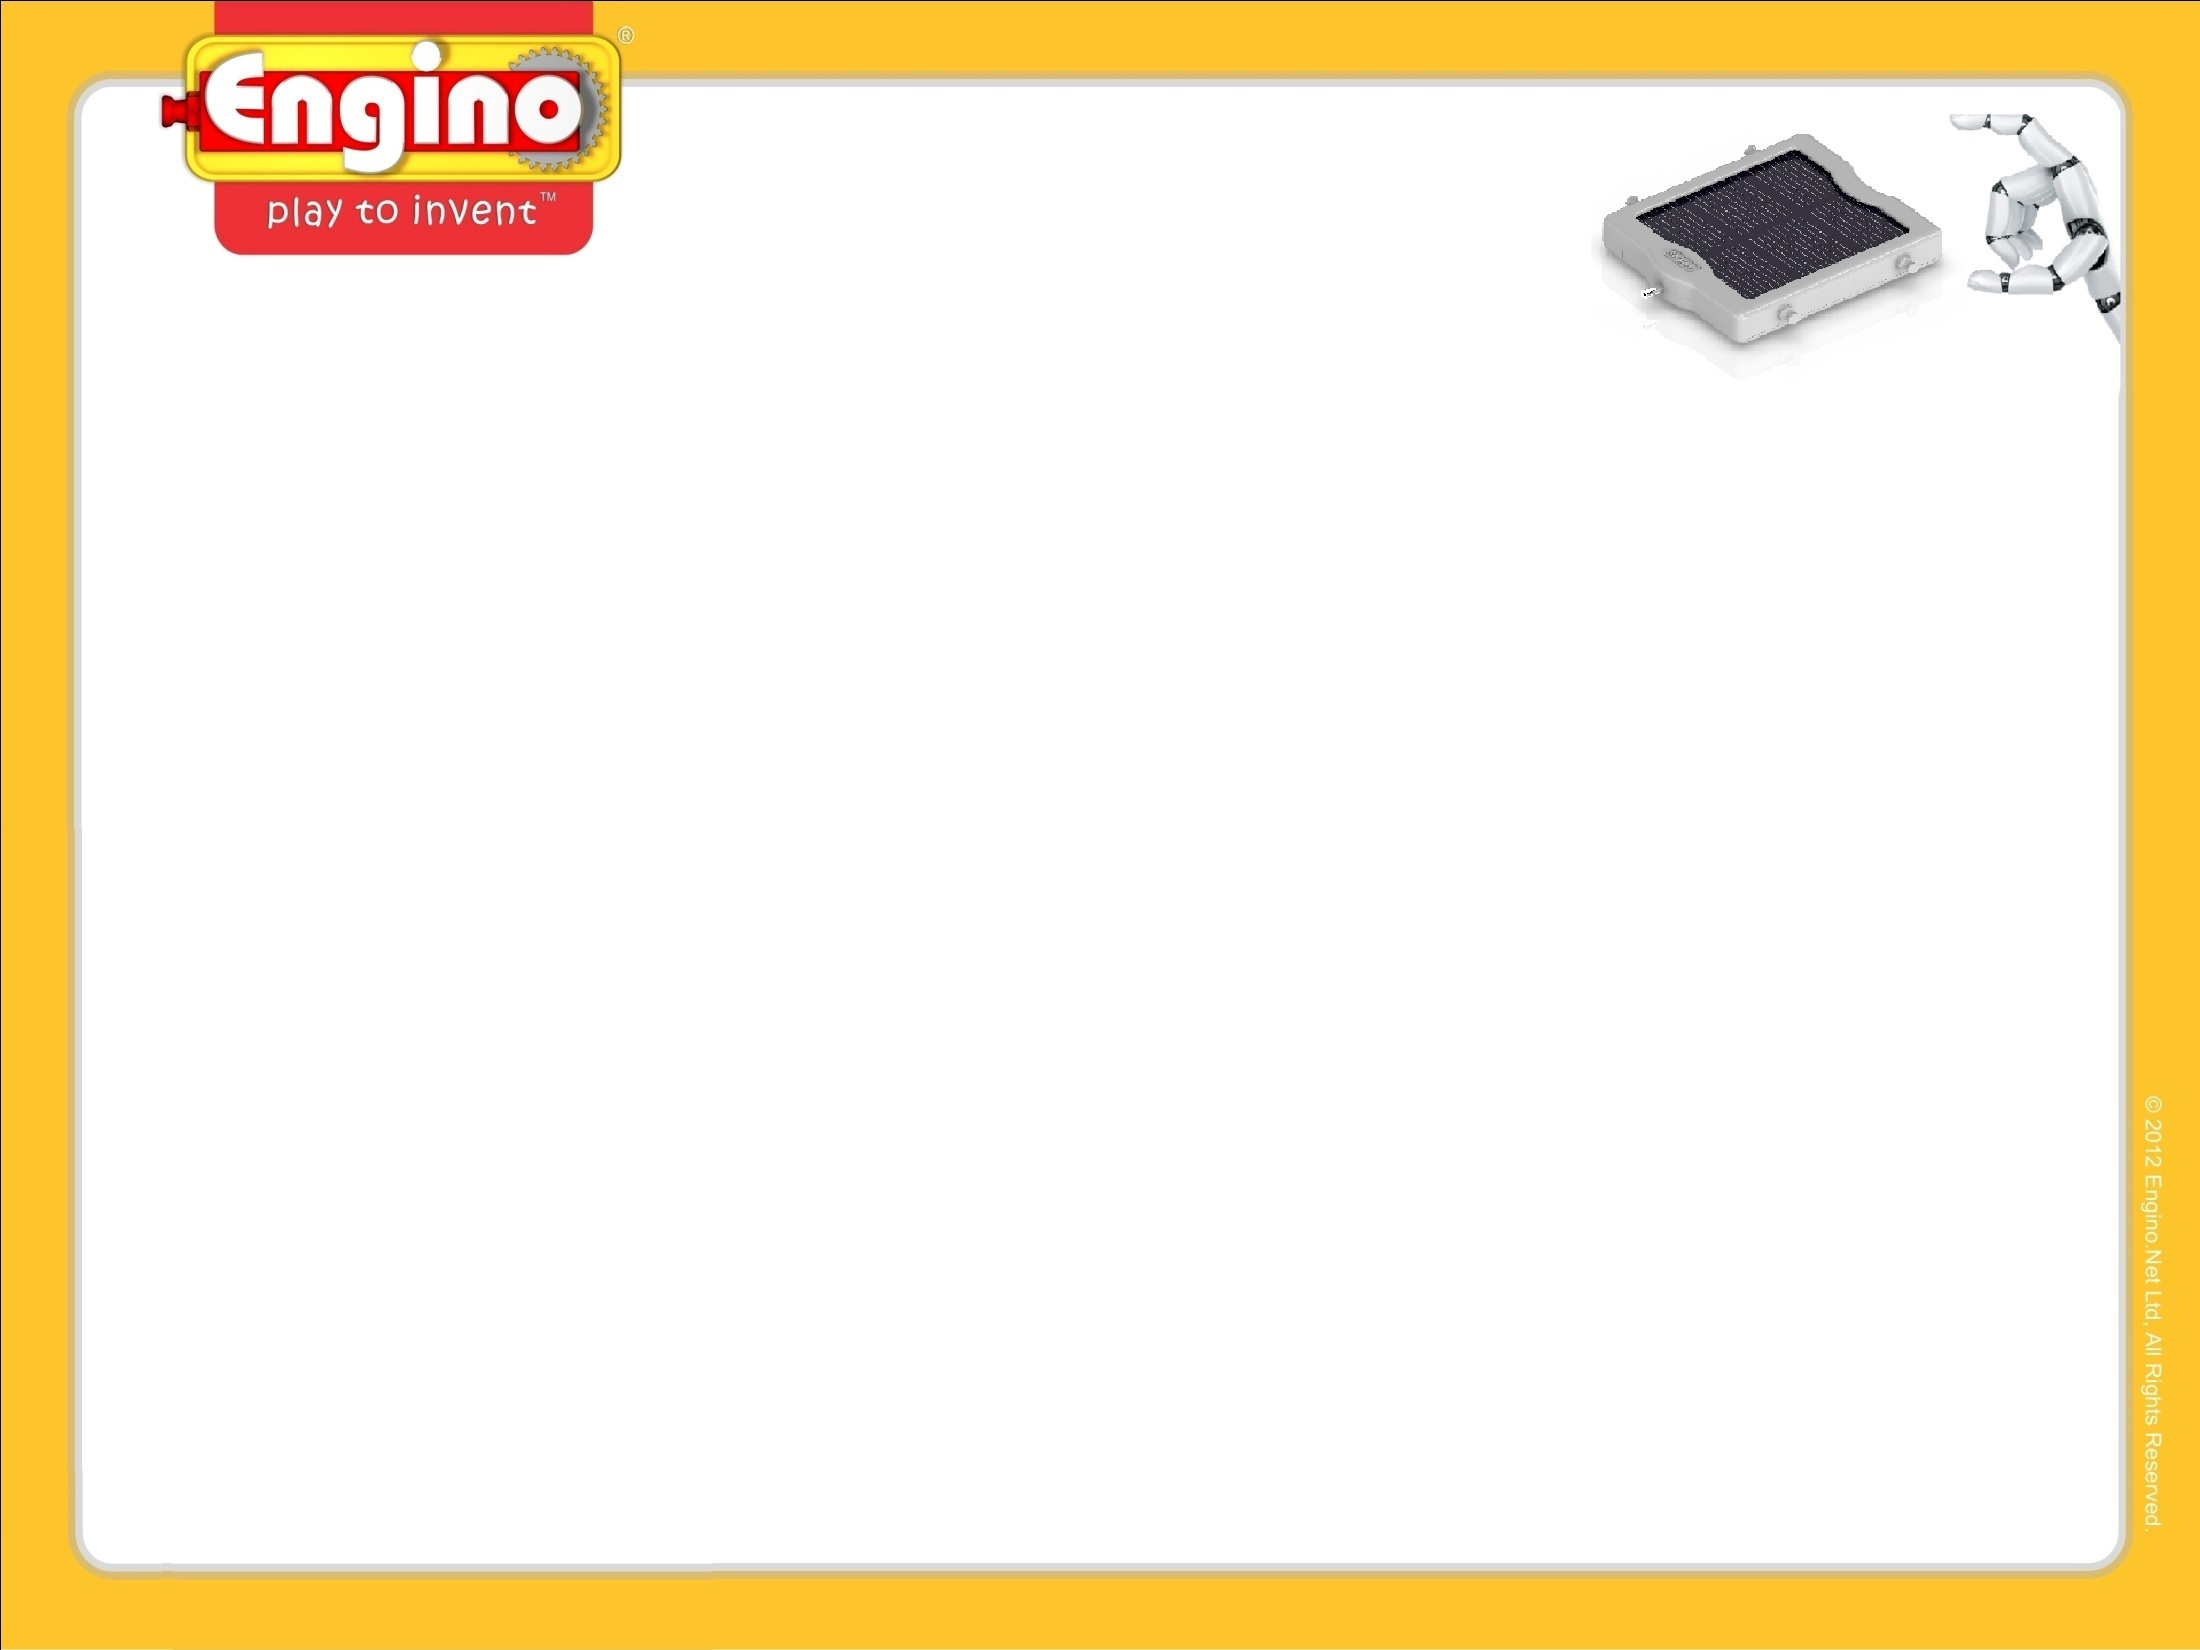 Engino®
play to invent™
© 2012 Engino.Net Ltd, All Rights Reserved.